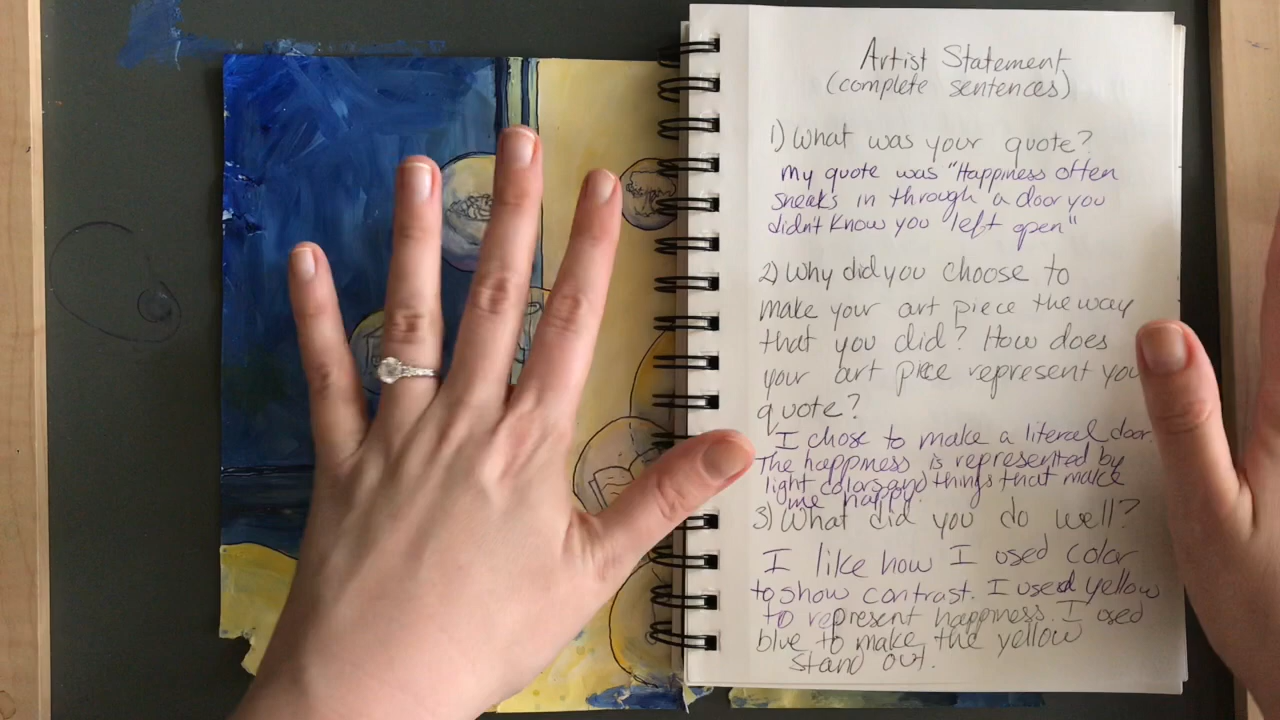 Artist Statement
(complete sentences)
1) What was your quote?
My quote was "Happiness often
sneaks in through a door you
didn't know you left open"
2) Why did you choose to
make your art piece the way
that you did? How does
your art piece represent you
quote?
I chose to make a literal door.
The happiness is represented by
light colors and things that make
me happy.
3) What did you do well?
I like how I used color
to show contrast. I used yellow
to represent happiness. I used
blue to make the yellow
stand out.